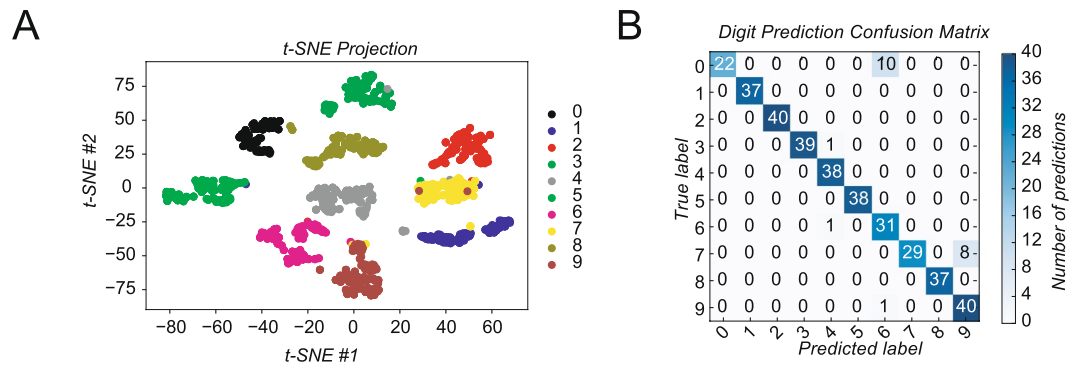 A
t-SNE Projection
75
50
25
0
−25
−50
−75
t-SNE #2
−80 −60 −40 −20 0 20 40 60
t-SNE #1
0
1
2
3
4
5
6
7
8
9
B
Digit Prediction Confusion Matrix
True label
0 22 0 0 0 0 0 10 0 0 0
1 0 37 0 0 0 0 0 0 0 0
2 0 0 40 0 0 0 0 0 0 0
3 0 0 0 39 1 0 0 0 0 0
4 0 0 0 0 38 0 0 0 0 0
5 0 0 0 0 0 38 0 0 0 0
6 0 0 0 0 1 0 31 0 0 0
7 0 0 0 0 0 0 0 29 0 8
8 0 0 0 0 0 0 0 0 37 0
9 0 0 0 0 0 0 1 0 0 40
0 1 2 3 4 5 6 7 8 9
Predicted label
40
36
32
28
24
20
16
12
8
4
0
Number of predictions